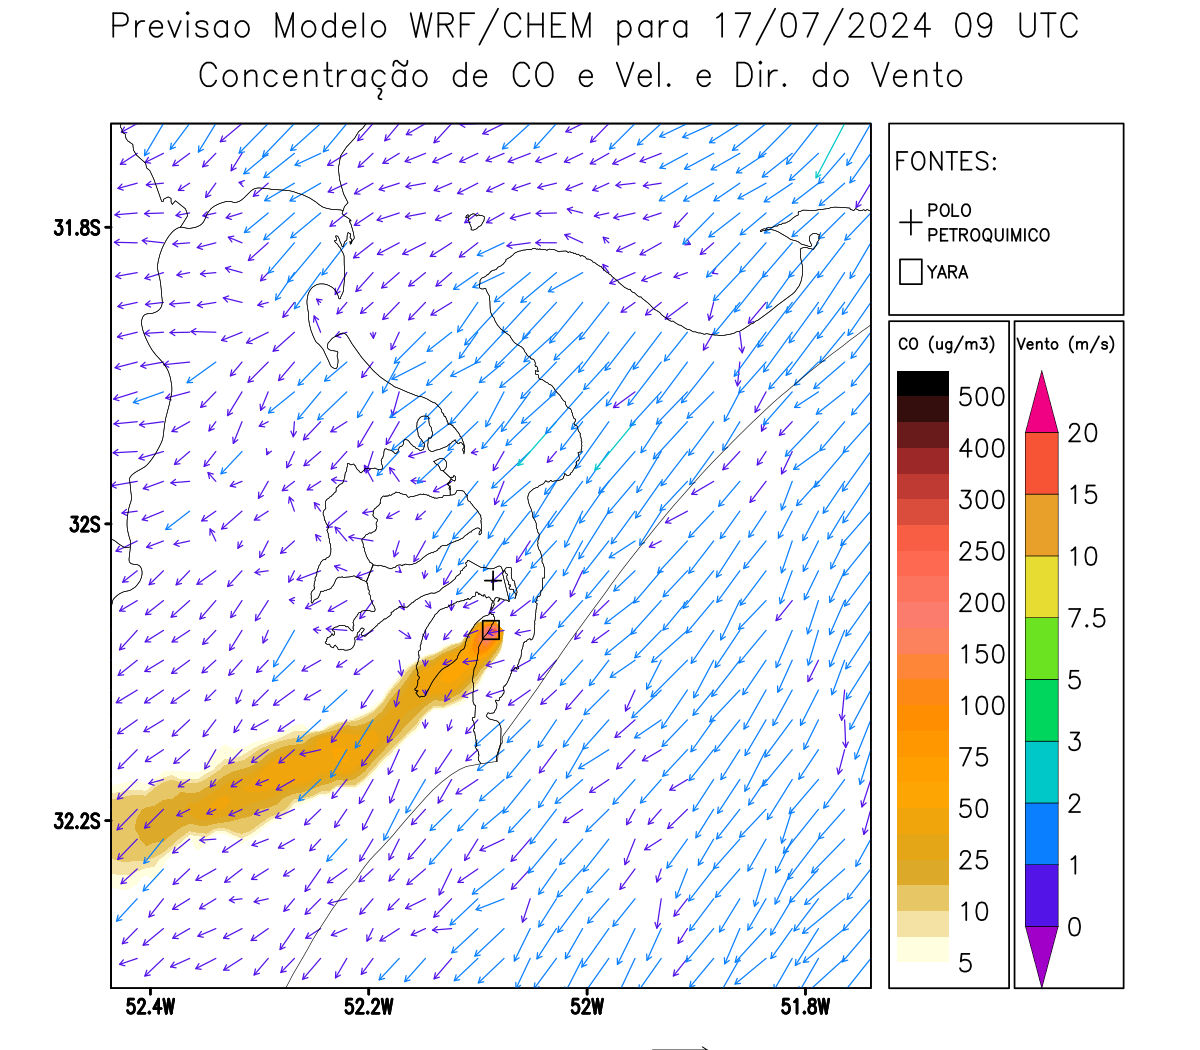 Previsao Modelo WRF/CHEM para 17/07/2024 09 UTC
Concentração de CO e Vel. e Dir. do Vento
FONTES:
POLO
PETROQUIMICO
YARA
CO (ug/m3)
500
400
300
250
200
150
100
75
50
25
10
5
Vento (m/s)
20
15
10
7.5
5
3
2
1
0
31.8S
32S
32.2S
52.4W
52.2W
52W
51.8W